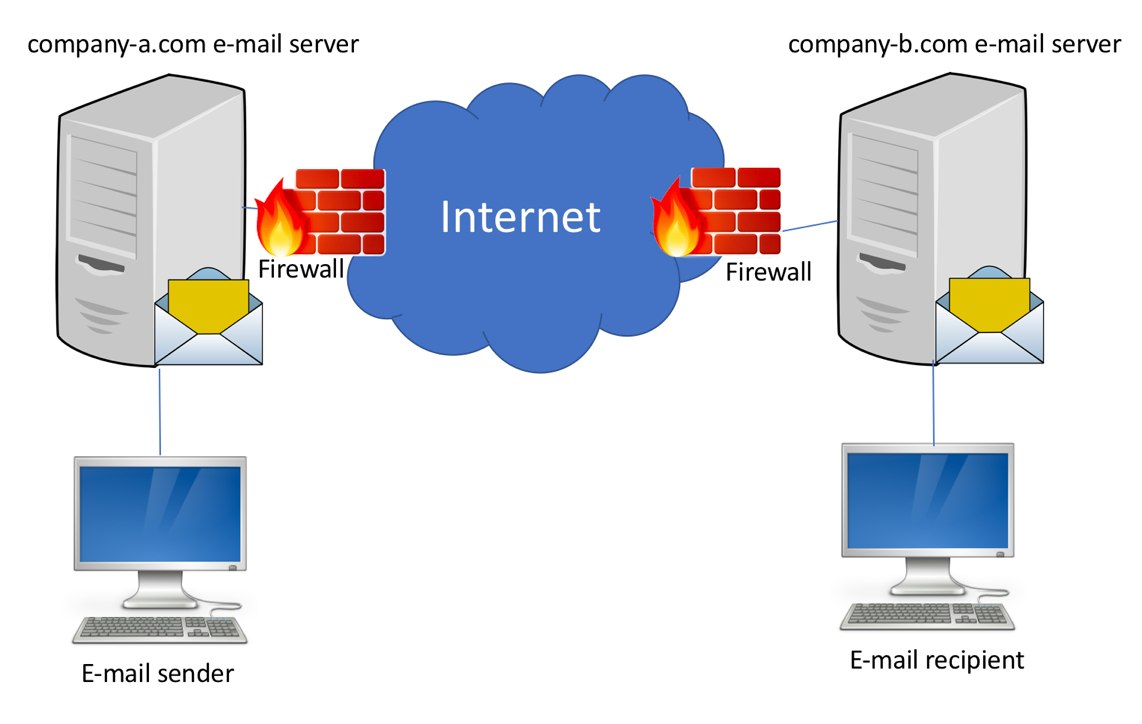 company-a.com e-mail server
company-b.com e-mail server
Internet
Firewall
Firewall
E-mail sender
E-mail recipient